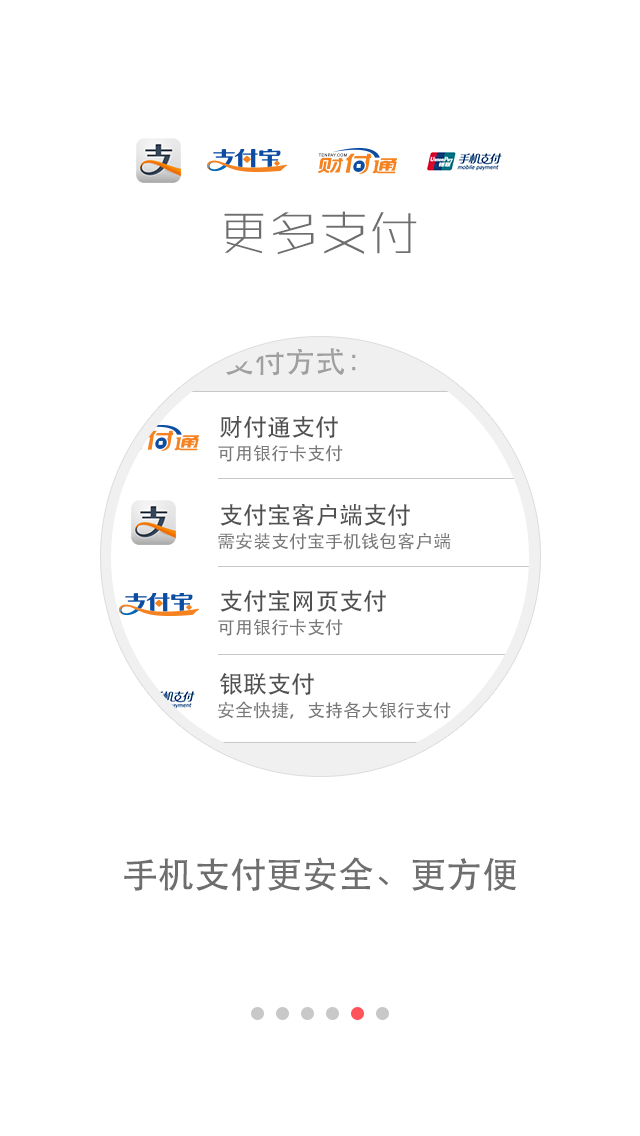 支 支付宝 TENPAY.COM 财付通 UnionPay 银联 手机支付 mobile payment
更多支付
支付方式：
财付通支付
付通
可用银行卡支付
支付宝客户端支付
支
需安装支付宝手机钱包客户端
支付宝网页支付
支付宝
可用银行卡支付
银联支付
机支付
yment
安全快捷，支持各大银行支付
手机支付更安全、更方便